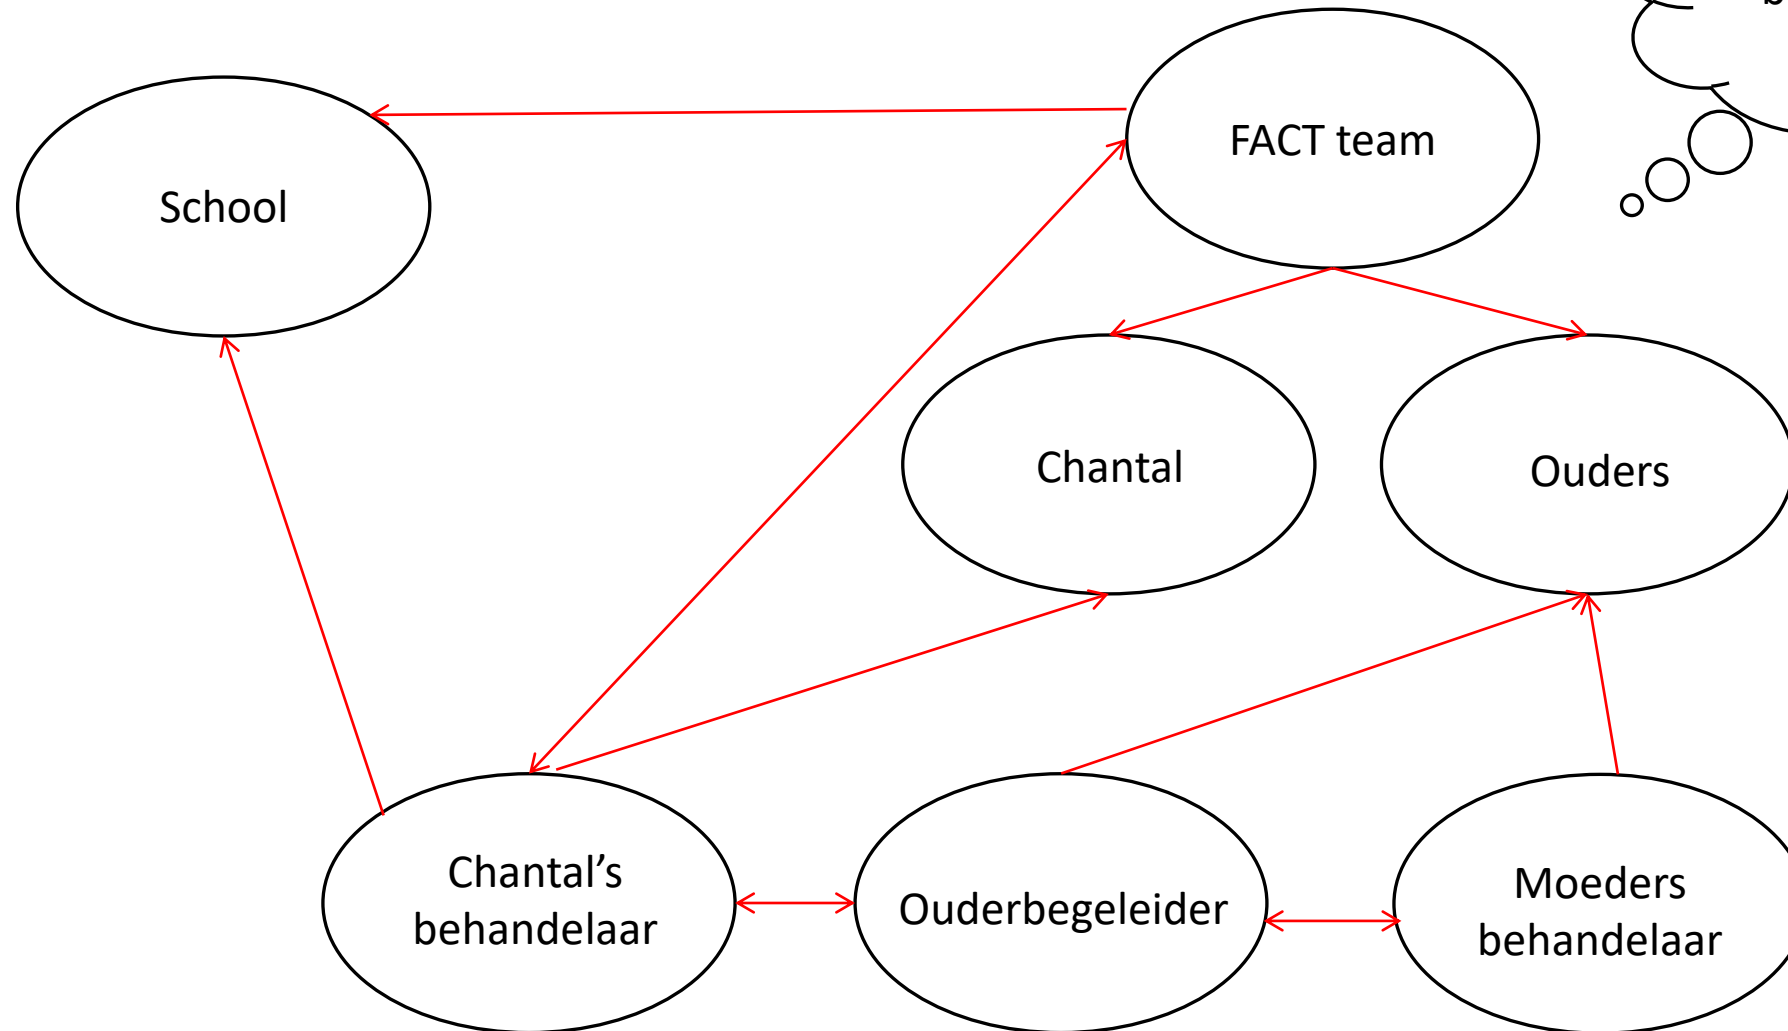 FACT team
School
Chantal
Ouders
Chantal’s
behandelaar
Ouderbegeleider
Moeders
behandelaar